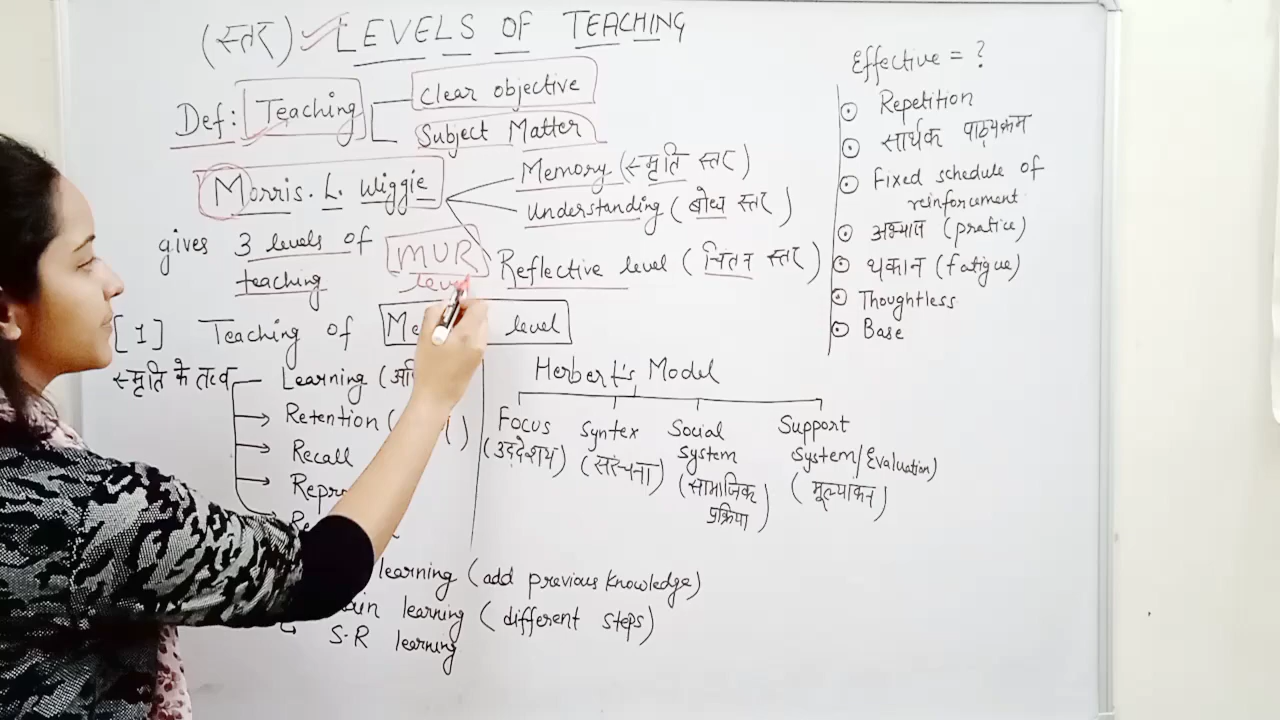 (स्तर) ✓ LEVELS OF TEACHING
Def: Teaching
Clear objective
Subject Matter
Morris. L. Wiggie
Memory (स्मृति स्तर)
Understanding (बोध स्तर)
gives 3 levels of
teaching
MUR
Reflective level (चिंतन स्तर)
[1] Teaching of level
स्मृति के तत्व
Learning
Retention
Recall
Herbert's Model
Focus
(उद्देशय)
Syntex
(संरचना)
Social
System
(सामाजिक
प्रक्रिया)
Support
System/Evaluation)
(मूल्याकन)
learning (add previous knowledge)
learning (different steps)
S-R learning
Effective = ?
Repetition
सार्थक पाठ्यक्रम
Fixed schedule of
reinforcement
अभ्यास (pratice)
थकान (fatigue)
Thoughtless
Base